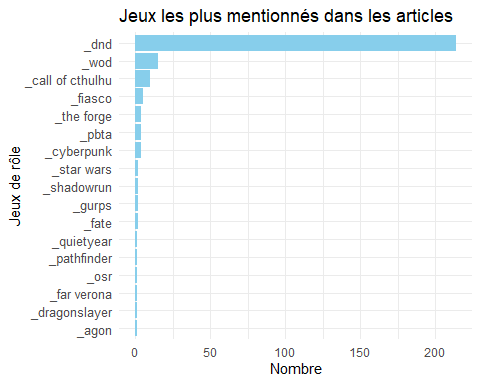 Jeux les plus mentionnés dans les articles
Jeux de rôle
_dnd
_wod
_call of cthulhu
_fiasco
_the forge
_pbta
_cyberpunk
_star wars
_shadowrun
_gurps
_fate
_quietyear
_pathfinder
_osr
_far verona
_dragonslayer
_agon
0 50 100 150 200
Nombre